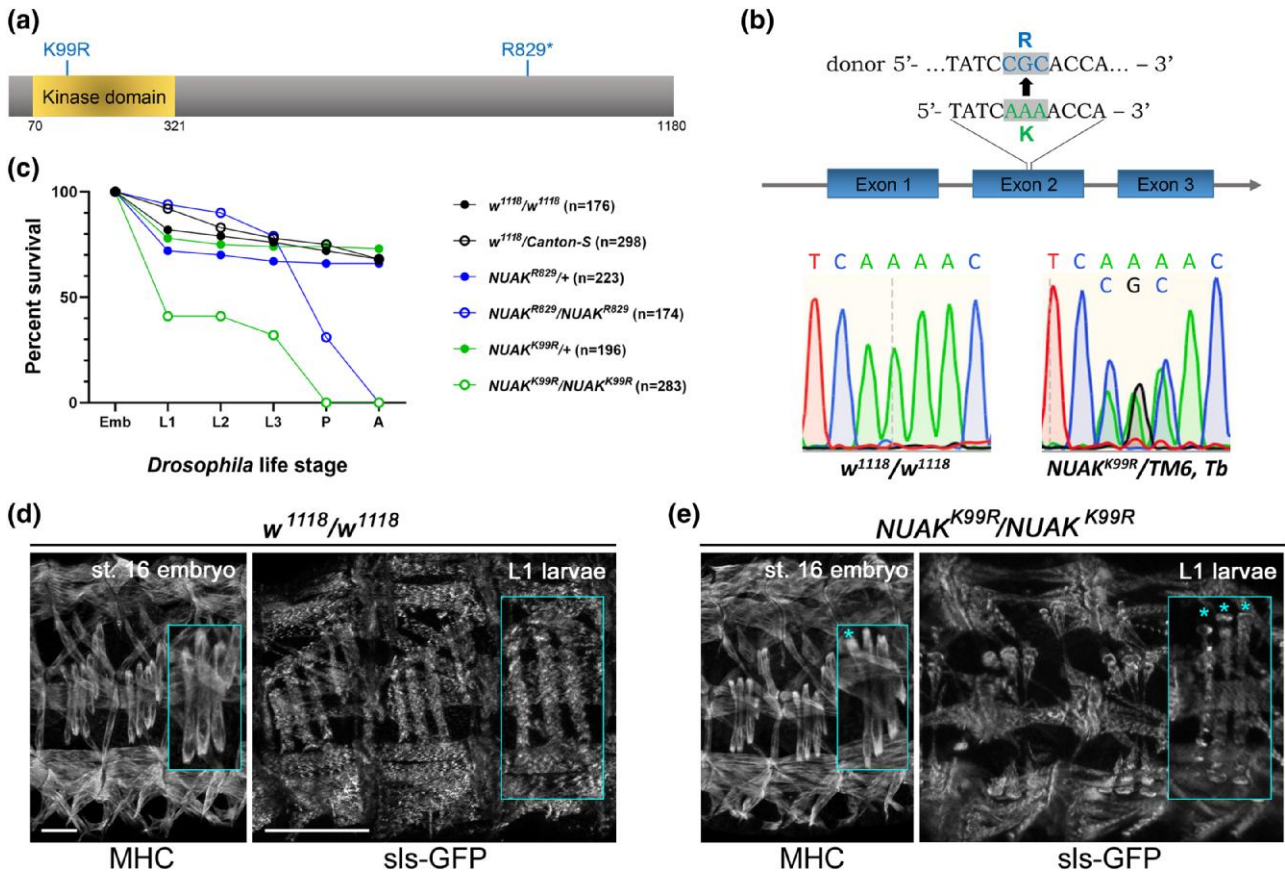 (a)
K99R R829*
Kinase domain
70 321 1180
(b)
R
donor 5'- ...TATCCGCACCA... – 3'
5'- TATCAAAACCA – 3'
K
Exon 1 Exon 2 Exon 3
T C A A A A C
T C A A A A C
C G C
w1118/w1118
NUAKK99R/TM6, Tb
(c)
Percent survival
100
50
0
Emb L1 L2 L3 P A
Drosophila life stage
w1118/w1118 (n=176)
w1118/Canton-S (n=298)
NUAKR829/+ (n=223)
NUAKR829/NUAKR829 (n=174)
NUAKK99R/+ (n=196)
NUAKK99R/NUAKK99R (n=283)
(d)
w1118/w1118
st. 16 embryo
L1 larvae
MHC
sls-GFP
(e)
NUAKK99R/NUAKK99R
st. 16 embryo
*
L1 larvae
* * *
MHC
sls-GFP